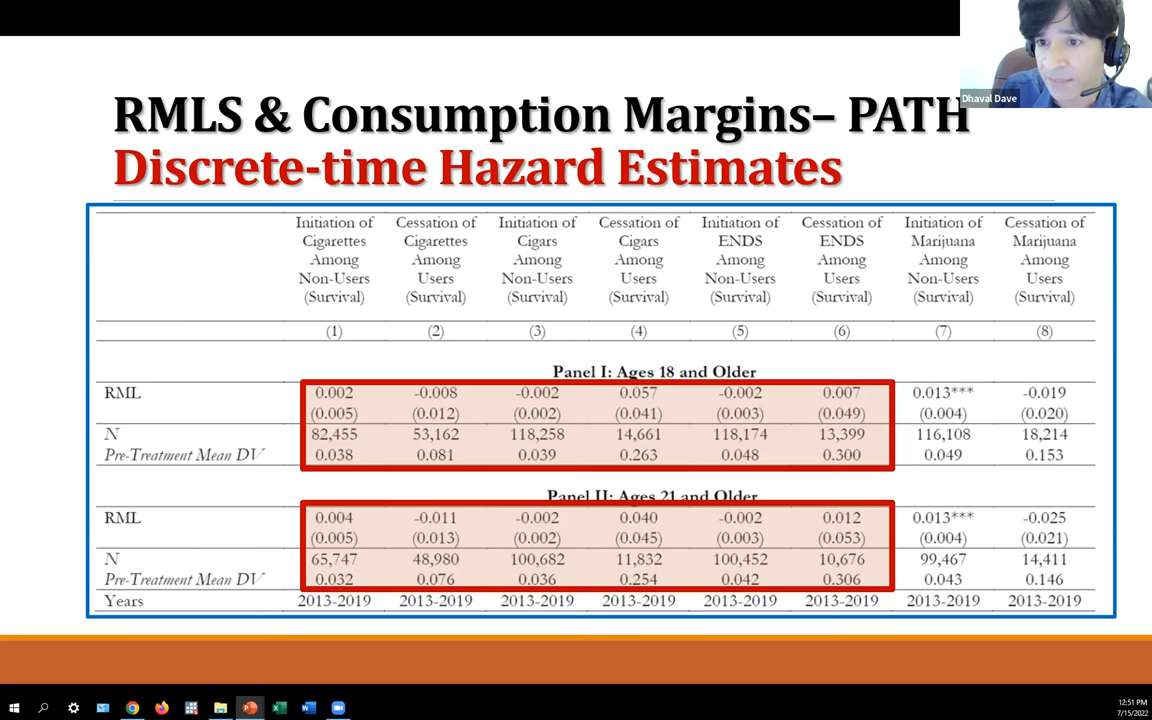 Dhaval Dave
RMLS & Consumption Margins– PATH
Discrete-time Hazard Estimates
Initiation of Cigarettes Among Non-Users (Survival)
Cessation of Cigarettes Among Users (Survival)
Initiation of Cigars Among Non-Users (Survival)
Cessation of Cigars Among Users (Survival)
Initiation of ENDS Among Non-Users (Survival)
Cessation of ENDS Among Users (Survival)
Initiation of Marijuana Among Non-Users (Survival)
Cessation of Marijuana Among Users (Survival)
(1) (2) (3) (4) (5) (6) (7) (8)
Panel I: Ages 18 and Older
RML 0.002 -0.008 -0.002 0.057 -0.002 0.007 0.013*** -0.019
(0.005) (0.012) (0.002) (0.041) (0.003) (0.049) (0.004) (0.020)
N 82,455 53,162 118,258 14,661 118,174 13,399 116,108 18,214
Pre-Treatment Mean DV 0.038 0.081 0.039 0.263 0.048 0.300 0.049 0.153
Panel II: Ages 21 and Older
RML 0.004 -0.011 -0.002 0.040 -0.002 0.012 0.013*** -0.025
(0.005) (0.013) (0.002) (0.045) (0.003) (0.053) (0.004) (0.021)
N 65,747 48,980 100,682 11,832 100,452 10,676 99,467 14,411
Pre-Treatment Mean DV 0.032 0.076 0.036 0.254 0.042 0.306 0.043 0.146
Years 2013-2019 2013-2019 2013-2019 2013-2019 2013-2019 2013-2019 2013-2019 2013-2019
12:51 PM
7/15/2022